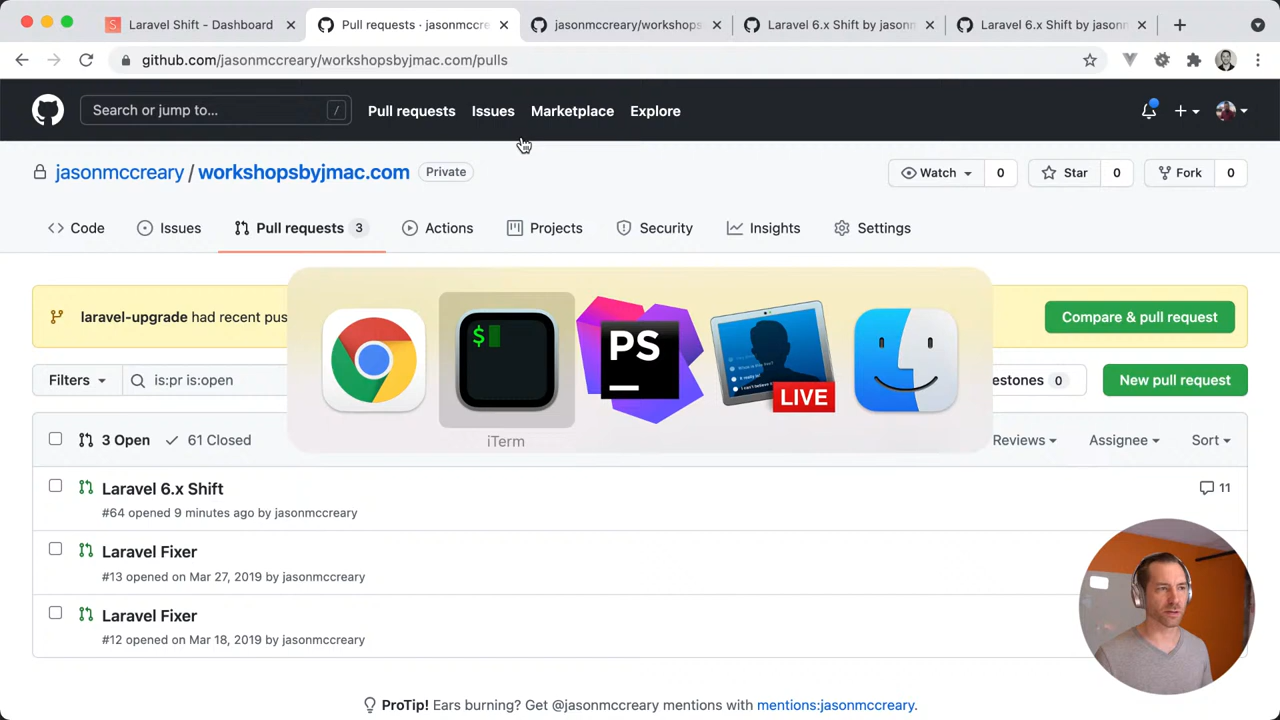 Laravel Shift - Dashboard
Pull requests · jasonmccre
jasonmccreary/workshops
Laravel 6.x Shift by jasonm
Laravel 6.x Shift by jasonm
github.com/jasonmccreary/workshopsbyjmac.com/pulls
Search or jump to...
/
Pull requests
Issues
Marketplace
Explore
jasonmccreary / workshopsbyjmac.com
Private
Watch
0
Star
0
Fork
0
Code
Issues
Pull requests 3
Actions
Projects
Security
Insights
Settings
laravel-upgrade had recent pus
Compare & pull request
$
PS
LIVE
iTerm
Filters
is:pr is:open
estones 0
New pull request
3 Open
61 Closed
Reviews
Assignee
Sort
Laravel 6.x Shift
11
#64 opened 9 minutes ago by jasonmccreary
Laravel Fixer
#13 opened on Mar 27, 2019 by jasonmccreary
Laravel Fixer
#12 opened on Mar 18, 2019 by jasonmccreary
ProTip! Ears burning? Get @jasonmccreary mentions with mentions:jasonmccreary.